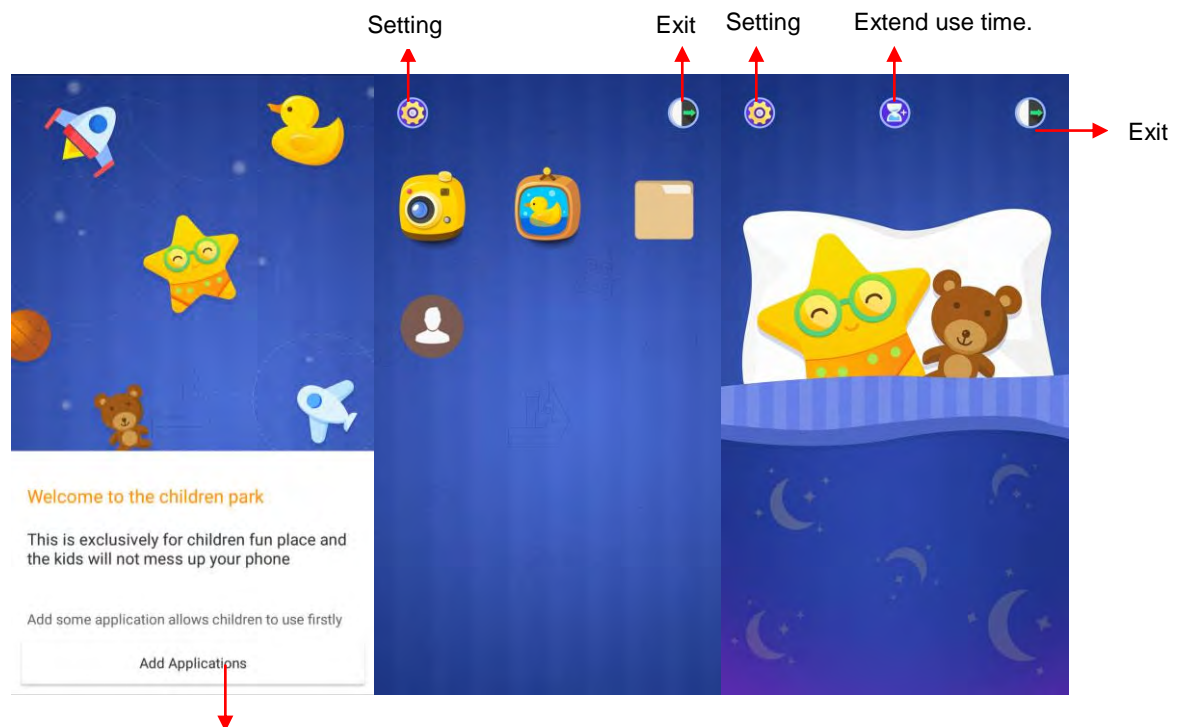 Setting
Exit
Setting
Extend use time.
Exit
Welcome to the children park
This is exclusively for children fun place and
the kids will not mess up your phone
Add some application allows children to use firstly
Add Applications